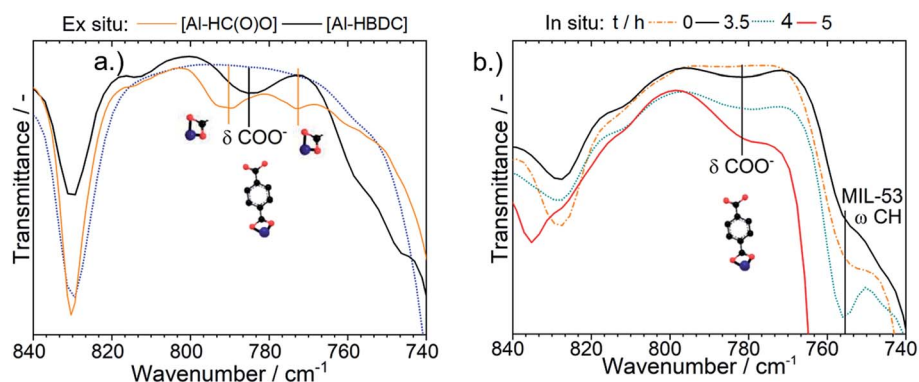 Ex situ: [Al-HC(O)O] [Al-HBDC]
a.)
δ COO-
Transmittance / -
840 820 800 780 760 740
Wavenumber / cm-1
In situ: t / h 0 3.5 4 5
b.)
δ COO-
MIL-53
ω CH
Transmittance / -
840 820 800 780 760 740
Wavenumber / cm-1